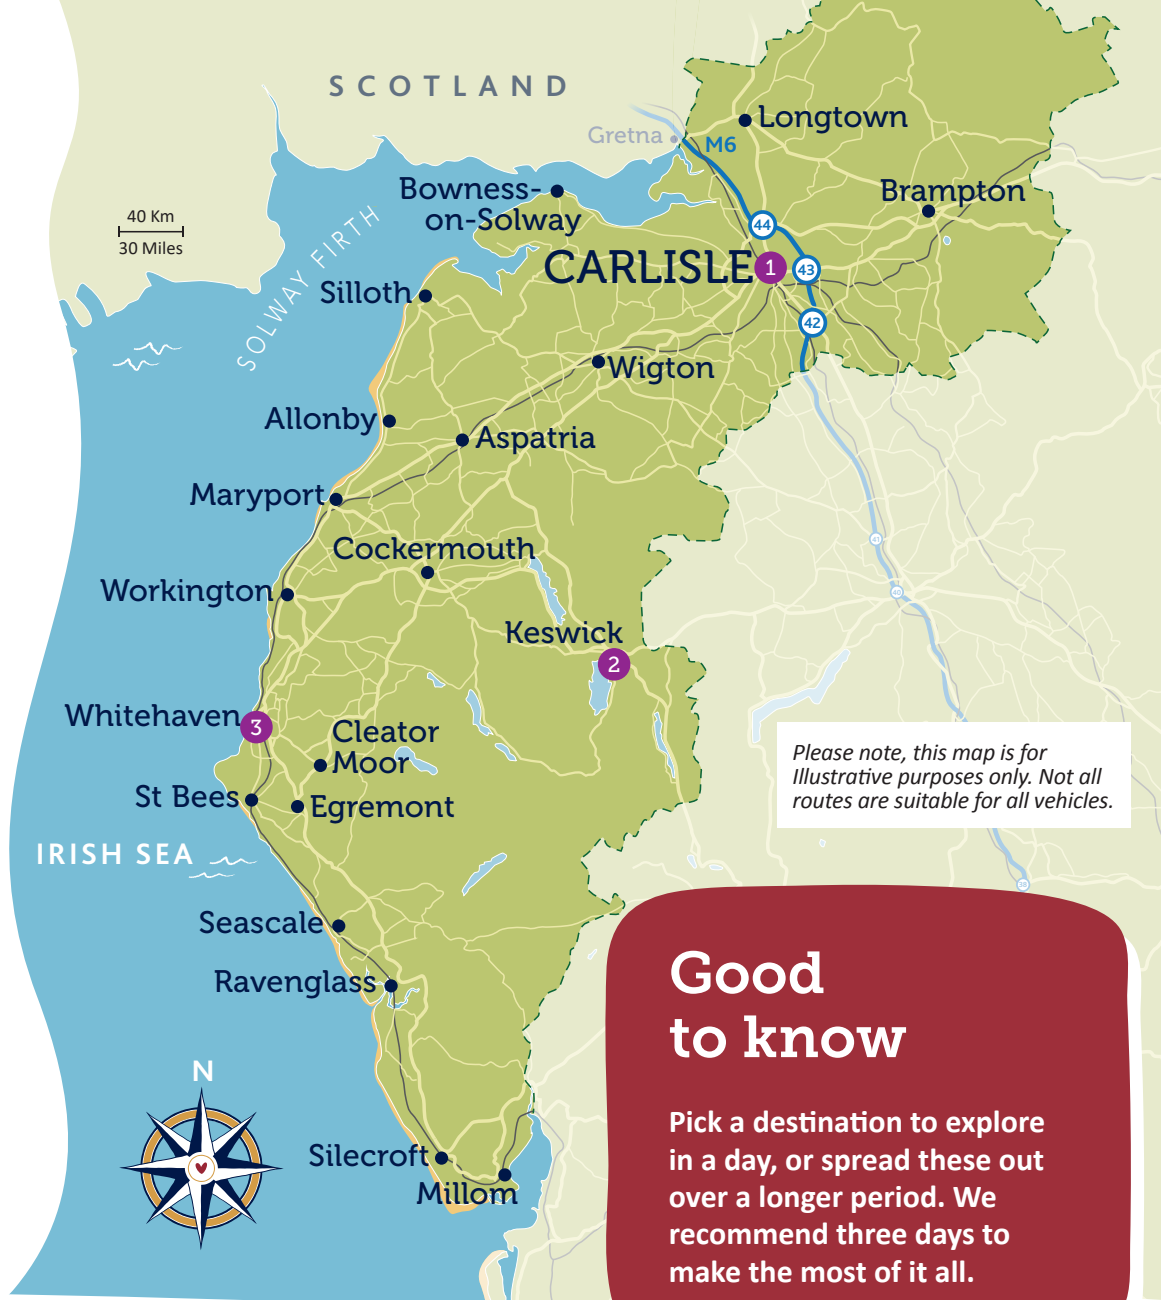 SCOTLAND
Gretna
M6
Longtown
Brampton
Bowness-
on-Solway
40 Km
30 Miles
SOLWAY FIRTH
44
CARLISLE
1
43
Silloth
42
Wigton
Allonby
Aspatria
Maryport
41
Cockermouth
Workington
40
Keswick
2
Whitehaven
3
Cleator
Moor
St Bees
Egremont
Please note, this map is for
Illustrative purposes only. Not all
routes are suitable for all vehicles.
IRISH SEA
Seascale
Ravenglass
N
Silecroft
Millom
Good
to know
Pick a destination to explore
in a day, or spread these out
over a longer period. We
recommend three days to
make the most of it all.